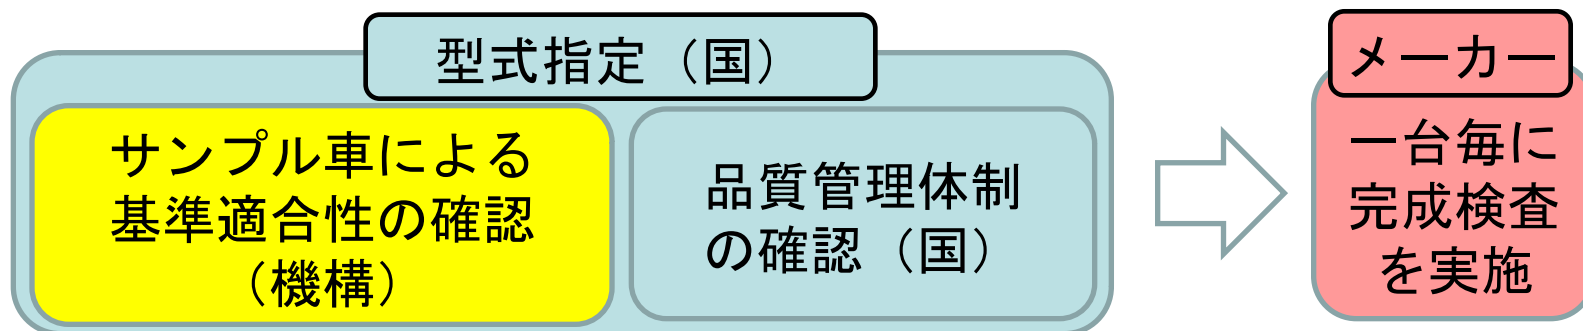 型式指定（国）
サンプル車による
基準適合性の確認
（機構）
品質管理体制
の確認（国）
メーカー
一台毎に
完成検査
を実施